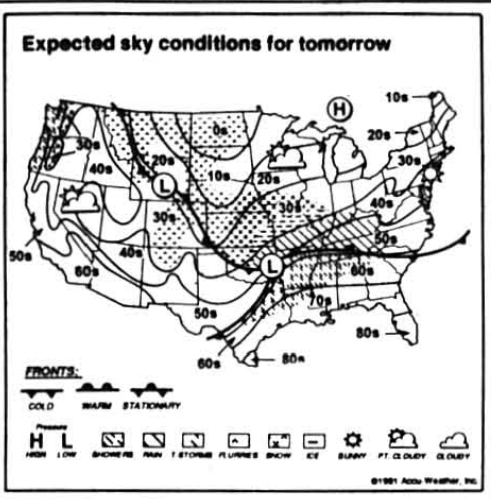 Expected sky conditions for tomorrow
H
10s
20s
30s
0s
30s
20s
10s
20s
40s
L
30s
30s
40s
50s
50s
60s
40s
L
60s
70s
50s
80s
60s
80s
FRONTS:
COLD WARM STATIONARY
Pressure
H L
HIGH LOW SHOWERS RAIN T-STORMS FLURRIES SNOW ICE SUNNY PT. CLOUDY CLOUDY
©1991 Accu Weather, Inc.